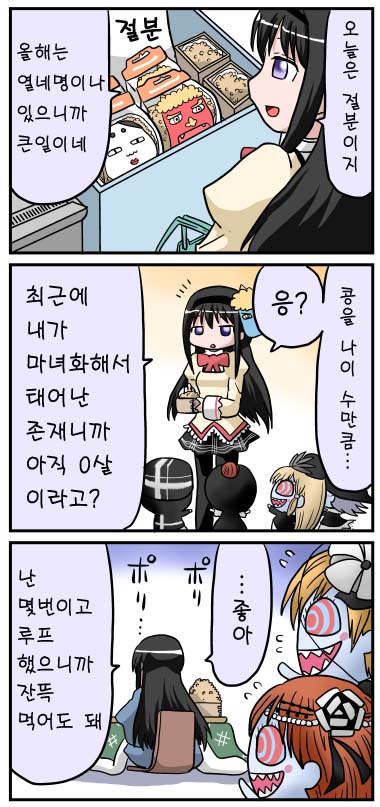 오늘은 절분이지
절분
올해는
열네명이나
있으니까
큰일이네
콩을 나이 수만큼…
응?
최근에
내가
마녀화해서
태어난
존재니까
아직 0살
이라고?
…좋아
ポリ…
ポリ…
난
몇번이고
루프
했으니까
잔뜩
먹어도 돼